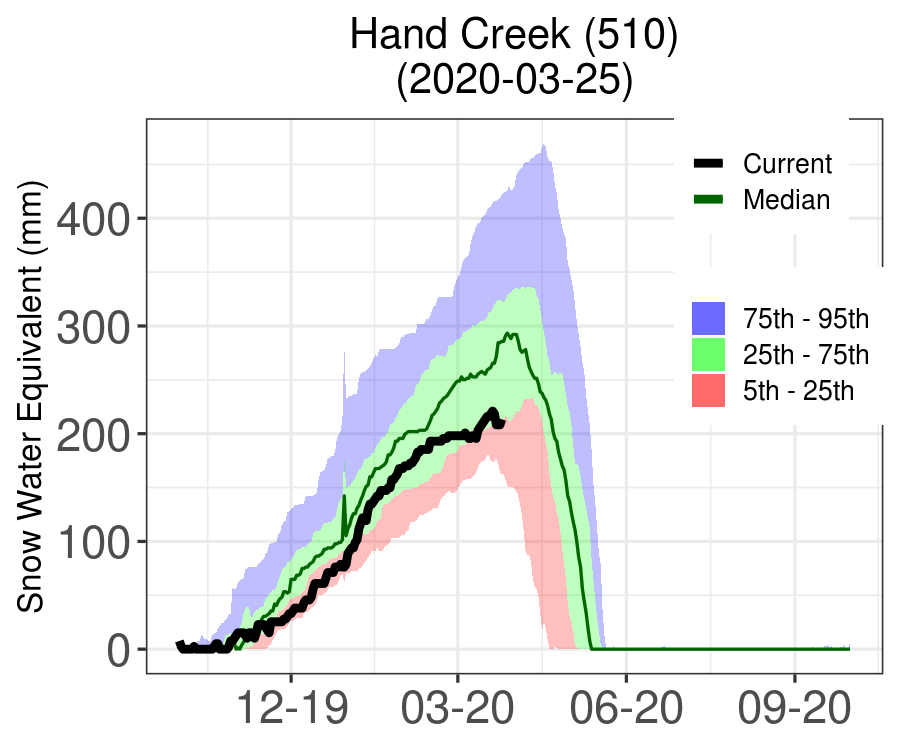 Hand Creek (510)
(2020-03-25)
Snow Water Equivalent (mm)
400
300
200
100
0
12-19
03-20
06-20
09-20
Current
Median
75th - 95th
25th - 75th
5th - 25th